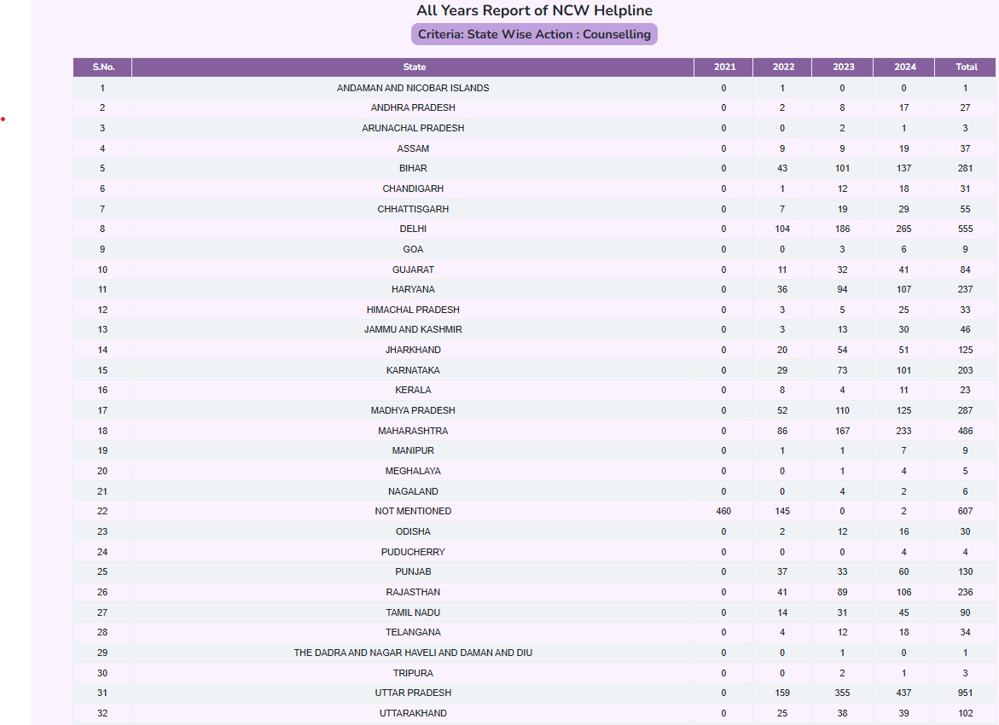 All Years Report of NCW Helpline
Criteria: State Wise Action : Counselling
S.No. State 2021 2022 2023 2024 Total
1 ANDAMAN AND NICOBAR ISLANDS 0 1 0 0 1
2 ANDHRA PRADESH 0 2 8 17 27
3 ARUNACHAL PRADESH 0 0 2 1 3
4 ASSAM 0 9 9 19 37
5 BIHAR 0 43 101 137 281
6 CHANDIGARH 0 1 12 18 31
7 CHHATTISGARH 0 7 19 29 55
8 DELHI 0 104 186 265 555
9 GOA 0 0 3 6 9
10 GUJARAT 0 11 32 41 84
11 HARYANA 0 36 94 107 237
12 HIMACHAL PRADESH 0 3 5 25 33
13 JAMMU AND KASHMIR 0 3 13 30 46
14 JHARKHAND 0 20 54 51 125
15 KARNATAKA 0 29 73 101 203
16 KERALA 0 8 4 11 23
17 MADHYA PRADESH 0 52 110 125 287
18 MAHARASHTRA 0 86 167 233 486
19 MANIPUR 0 1 1 7 9
20 MEGHALAYA 0 0 1 4 5
21 NAGALAND 0 0 4 2 6
22 NOT MENTIONED 460 145 0 2 607
23 ODISHA 0 2 12 16 30
24 PUDUCHERRY 0 0 0 4 4
25 PUNJAB 0 37 33 60 130
26 RAJASTHAN 0 41 89 106 236
27 TAMIL NADU 0 14 31 45 90
28 TELANGANA 0 4 12 18 34
29 THE DADRA AND NAGAR HAVELI AND DAMAN AND DIU 0 0 1 0 1
30 TRIPURA 0 0 2 1 3
31 UTTAR PRADESH 0 159 355 437 951
32 UTTARAKHAND 0 25 38 39 102